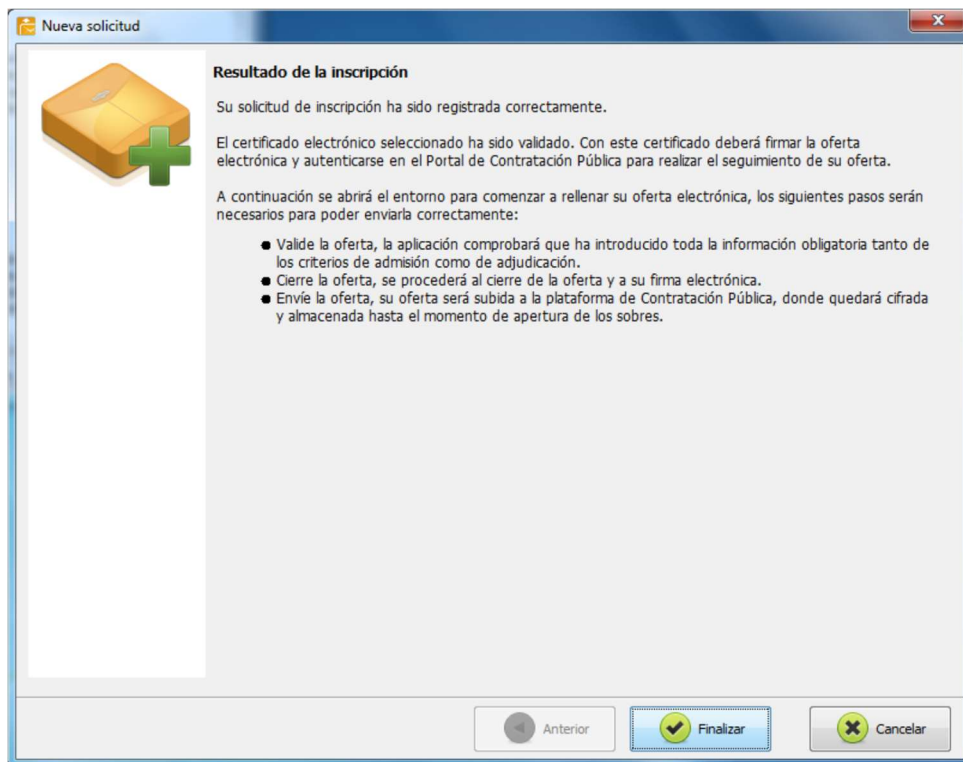 Nueva solicitud
Resultado de la inscripción
Su solicitud de inscripción ha sido registrada correctamente.
El certificado electrónico seleccionado ha sido validado. Con este certificado deberá firmar la oferta
electrónica y autenticarse en el Portal de Contratación Pública para realizar el seguimiento de su oferta.
A continuación se abrirá el entorno para comenzar a rellenar su oferta electrónica, los siguientes pasos serán
necesarios para poder enviarla correctamente:
● Valide la oferta, la aplicación comprobará que ha introducido toda la información obligatoria tanto de
los criterios de admisión como de adjudicación.
● Cierre la oferta, se procederá al cierre de la oferta y a su firma electrónica.
● Envíe la oferta, su oferta será subida a la plataforma de Contratación Pública, donde quedará cifrada
y almacenada hasta el momento de apertura de los sobres.
Anterior Finalizar Cancelar